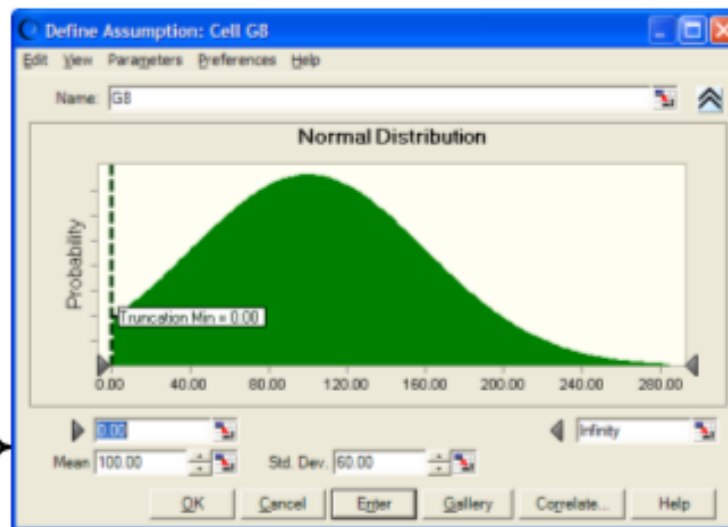 Define Assumption: Cell G8
Edit View Parameters Preferences Help
Name: G8
Normal Distribution
Probability
Truncation Min = 0.00
0.00 40.00 80.00 120.00 160.00 200.00 240.00 280.00
0.00 Infinity
Mean 100.00 Std. Dev. 60.00
OK Cancel Enter Gallery Correlate... Help